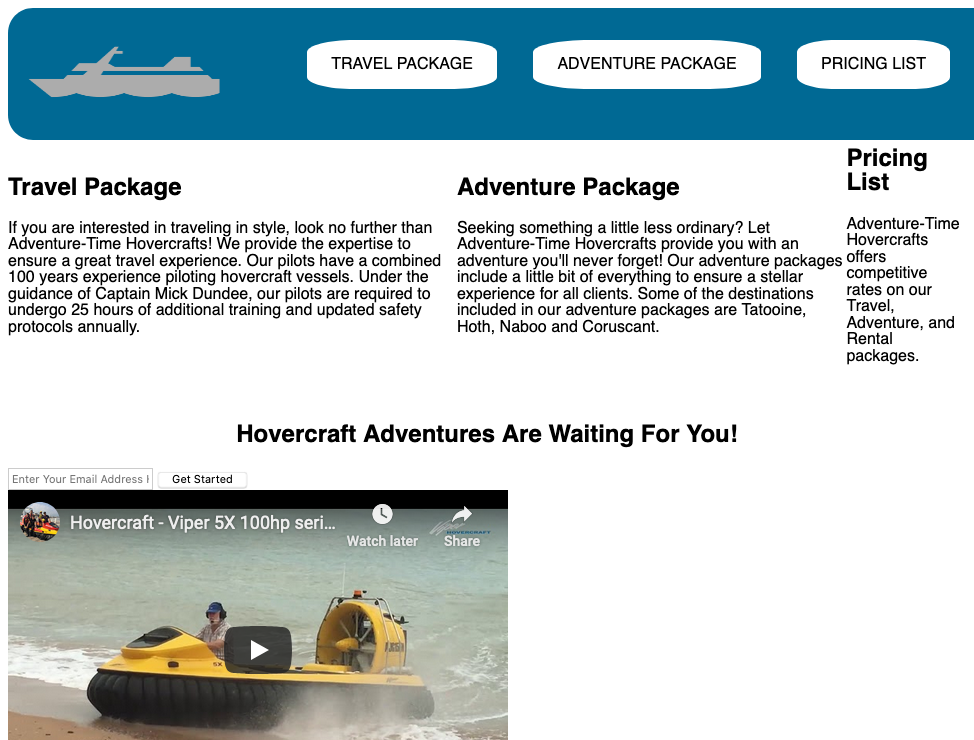 TRAVEL PACKAGE
ADVENTURE PACKAGE
PRICING LIST
Travel Package
If you are interested in traveling in style, look no further than
Adventure-Time Hovercrafts! We provide the expertise to
ensure a great travel experience. Our pilots have a combined
100 years experience piloting hovercraft vessels. Under the
guidance of Captain Mick Dundee, our pilots are required to
undergo 25 hours of additional training and updated safety
protocols annually.
Adventure Package
Seeking something a little less ordinary? Let
Adventure-Time Hovercrafts provide you with an
adventure you'll never forget! Our adventure packages
include a little bit of everything to ensure a stellar
experience for all clients. Some of the destinations
included in our adventure packages are Tatooine,
Hoth, Naboo and Coruscant.
Pricing
List
Adventure-Time
Hovercrafts
offers
competitive
rates on our
Travel,
Adventure, and
Rental
packages.
Hovercraft Adventures Are Waiting For You!
Enter Your Email Address
Get Started
Hovercraft - Viper 5X 100hp seri...
Watch later
Share
HOVERCRAFT
5X